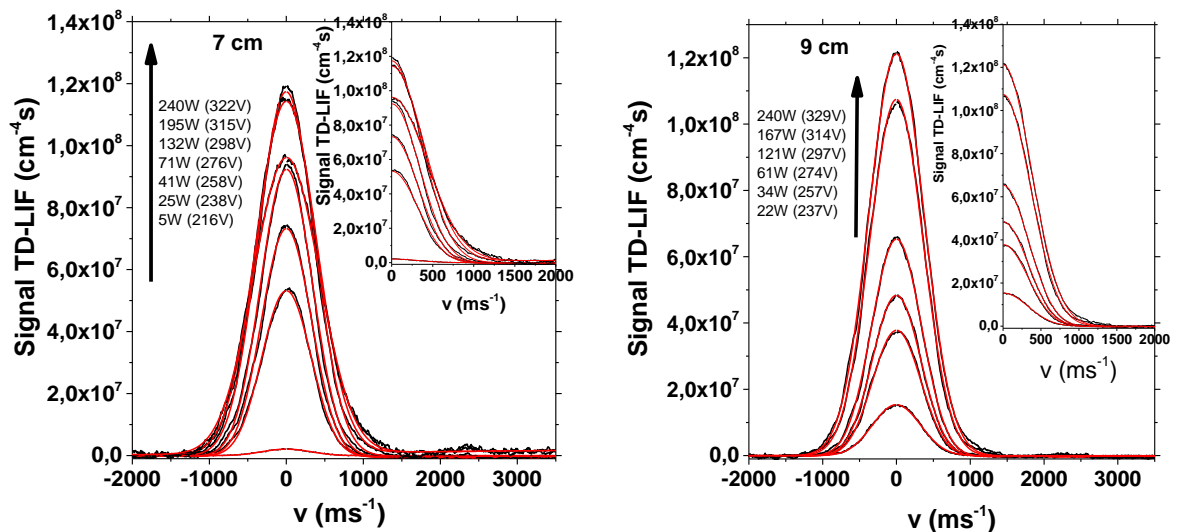 7 cm
Signal TD-LIF (cm⁻⁴s)
1,4x10⁸
1,2x10⁸
1,0x10⁸
8,0x10⁷
6,0x10⁷
4,0x10⁷
2,0x10⁷
0,0
240W (322V)
195W (315V)
132W (298V)
71W (276V)
41W (258V)
25W (238V)
5W (216V)
-2000 -1000 0 1000 2000 3000
v (ms⁻¹)
Signal TD-LIF (cm⁻⁴s)
1,4x10⁸
1,2x10⁸
1,0x10⁸
8,0x10⁷
6,0x10⁷
4,0x10⁷
2,0x10⁷
0,0
0 500 1000 1500 2000
v (ms⁻¹)
9 cm
Signal TD-LIF (cm⁻⁴s)
1,2x10⁸
1,0x10⁸
8,0x10⁷
6,0x10⁷
4,0x10⁷
2,0x10⁷
0,0
240W (329V)
167W (314V)
121W (297V)
61W (274V)
34W (257V)
22W (237V)
-2000 -1000 0 1000 2000 3000
v (ms⁻¹)
Signal TD-LIF (cm⁻⁴s)
1,4x10⁸
1,2x10⁸
1,0x10⁸
8,0x10⁷
6,0x10⁷
4,0x10⁷
2,0x10⁷
0,0
0 500 1000 1500 2000
v (ms⁻¹)